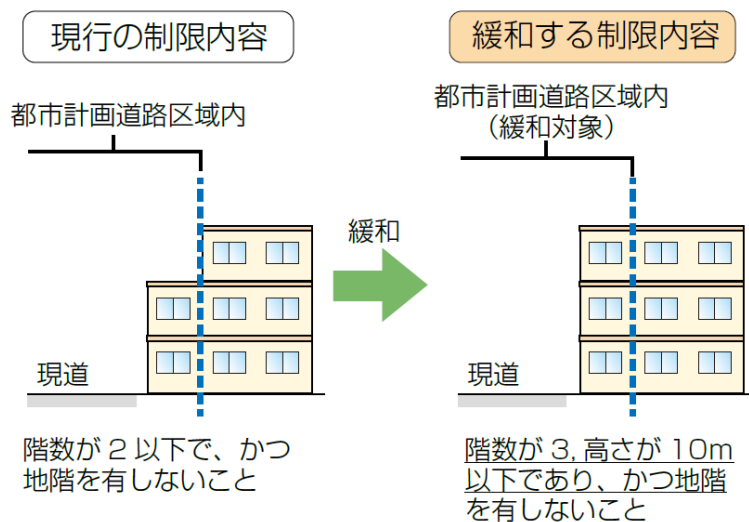 現行の制限内容
都市計画道路区域内
現道
階数が2以下で、かつ
地階を有しないこと
緩和
緩和する制限内容
都市計画道路区域内
（緩和対象）
現道
階数が3,高さが10m
以下であり、かつ地階
を有しないこと